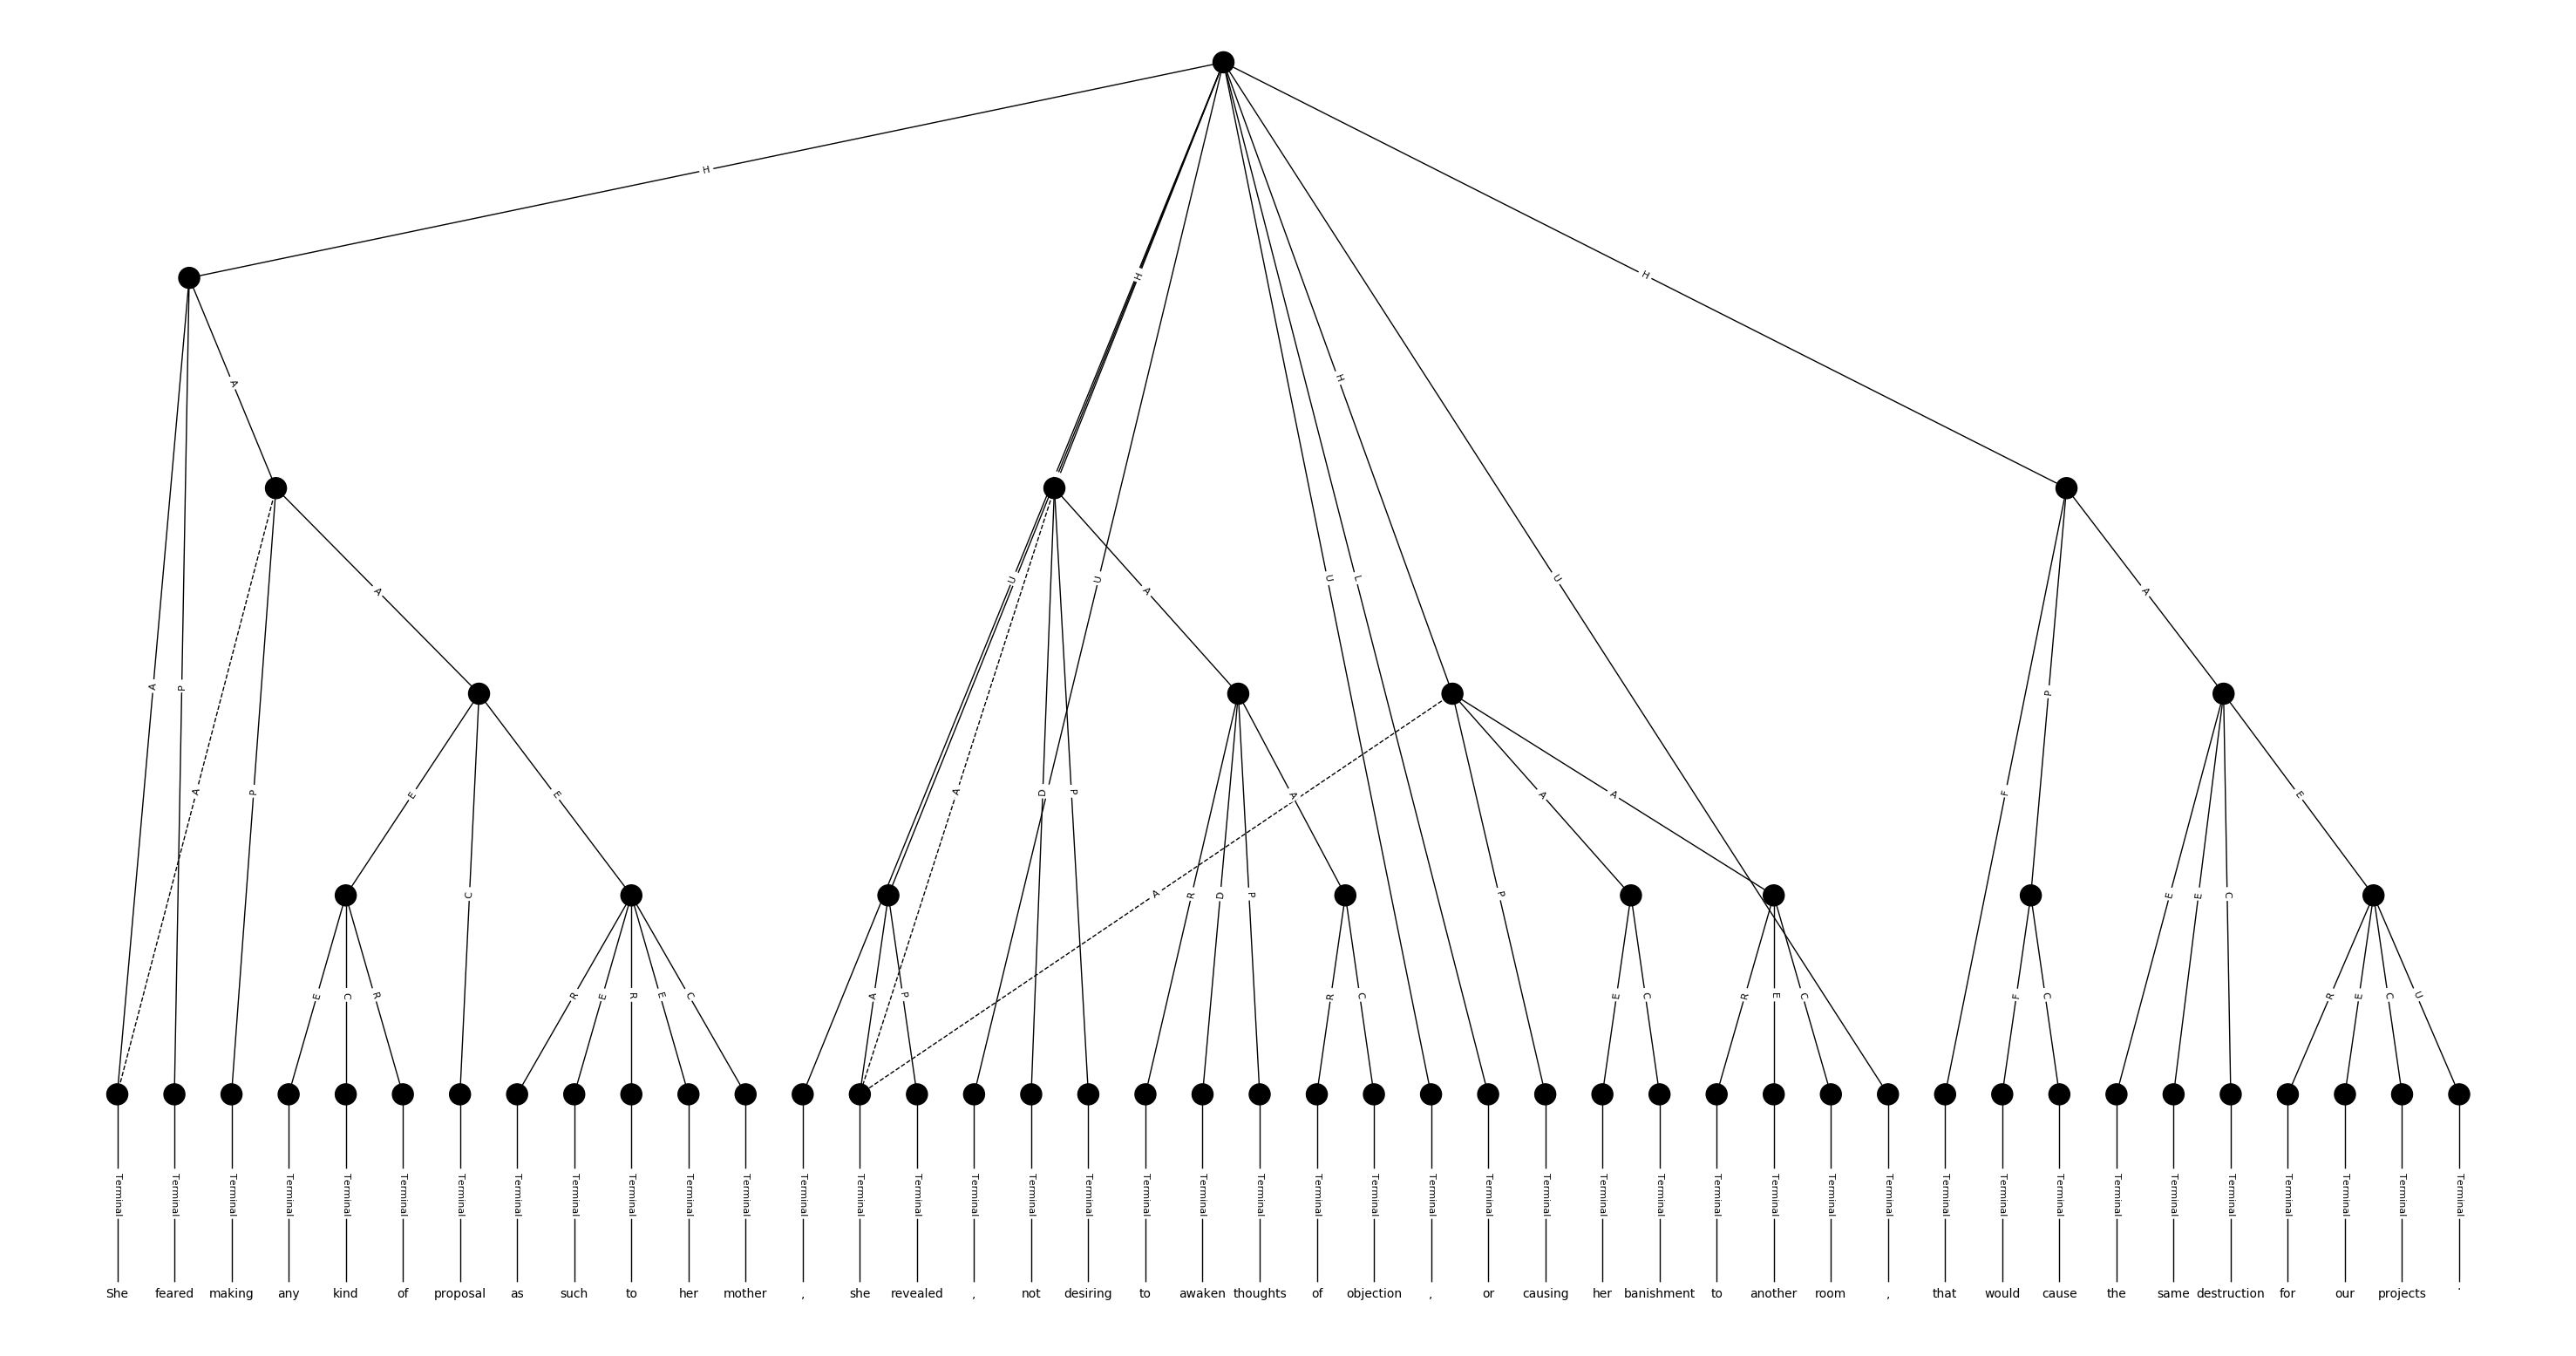 H
H
H
H
A
U
U
U
L
U
A
A
A
A
P
P
A
P
A
D
P
F
E
E
A
A
A
E
C
A
R
D
P
P
E
E
C
E
C
R
R
E
R
E
C
A
P
R
C
E
C
R
E
C
F
C
R
E
C
U
Terminal Terminal Terminal Terminal Terminal Terminal Terminal Terminal Terminal Terminal Terminal Terminal Terminal Terminal Terminal Terminal Terminal Terminal Terminal Terminal Terminal Terminal Terminal Terminal Terminal Terminal Terminal Terminal Terminal Terminal Terminal Terminal Terminal Terminal Terminal Terminal Terminal Terminal Terminal Terminal Terminal Terminal
She feared making any kind of proposal as such to her mother , she revealed , not desiring to awaken thoughts of objection , or causing her banishment to another room , that would cause the same destruction for our projects .